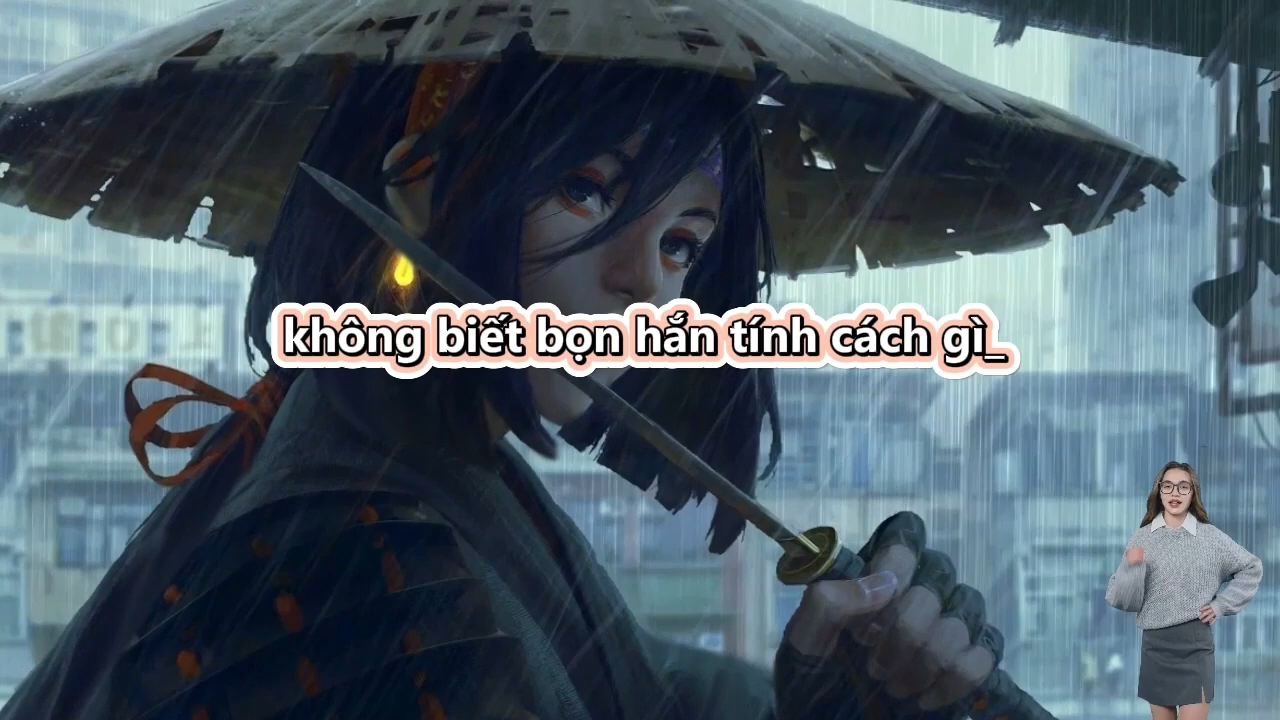 không biết bọn hắn tính cách gì_